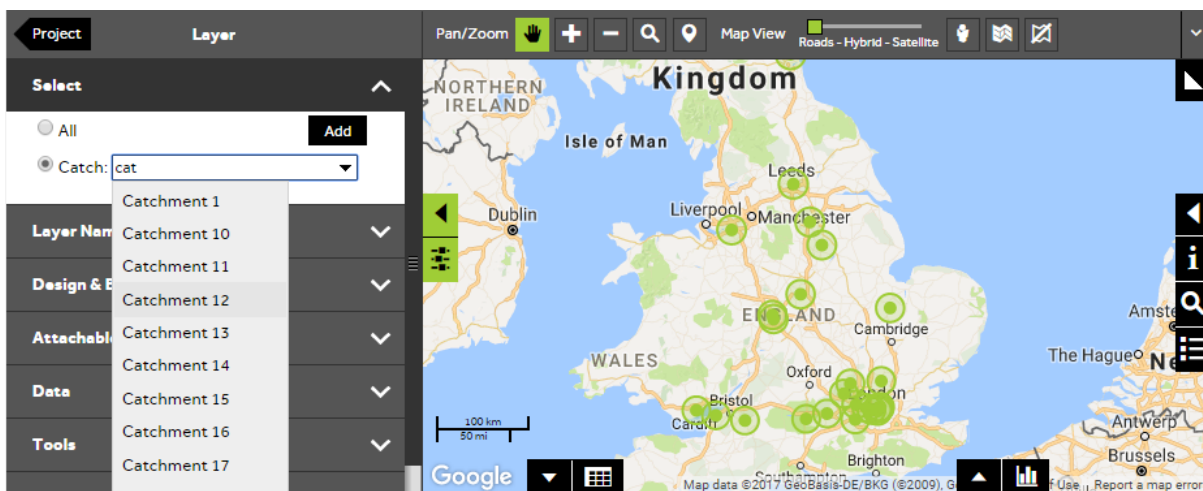 Project
Layer
Pan/Zoom
Map View
Roads - Hybrid - Satellite
Select
All
Add
Catch: cat
Catchment 1
Catchment 10
Catchment 11
Catchment 12
Catchment 13
Catchment 14
Catchment 15
Catchment 16
Catchment 17
Layer Nam
Design & E
Attachabl
Data
Tools
Kingdom
NORTHERN
IRELAND
Isle of Man
Leeds
Dublin
Liverpool
Manchester
ENGLAND
Cambridge
WALES
Oxford
London
Bristol
Cardiff
Amste
The Hague
Ne
Antwerp
Brussels
100 km
50 mi
Brighton
Southampton
Google
Map data ©2017 GeoBasis-DE/BKG (©2009), G
f Use
Report a map error
i